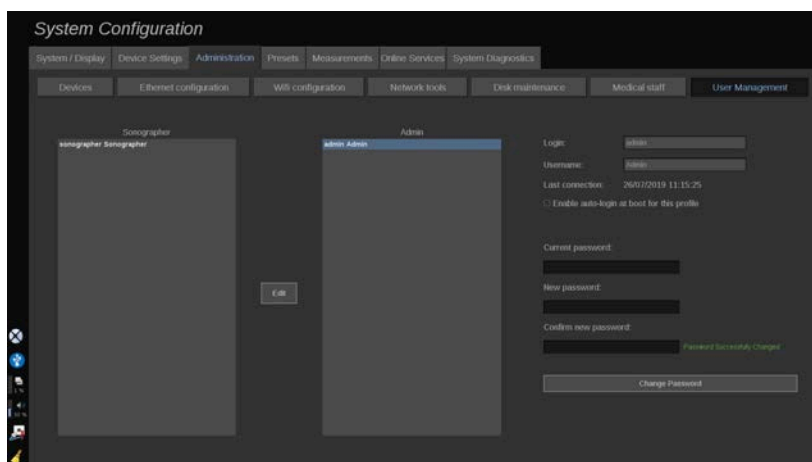 System Configuration
System / Display Device Settings Administration Presets Measurements Online Services System Diagnostics
Devices Ethernet configuration Wifi configuration Network tools Disk maintenance Medical staff User Management
Sonographer Admin
sonographer Sonographer admin Admin
Login: admin
Username: Admin
Last connection: 26/07/2019 11:15:25
Enable auto-login at boot for this profile
Current password:
Edit
New password:
Confirm new password:
Password Successfully Changed
Change Password